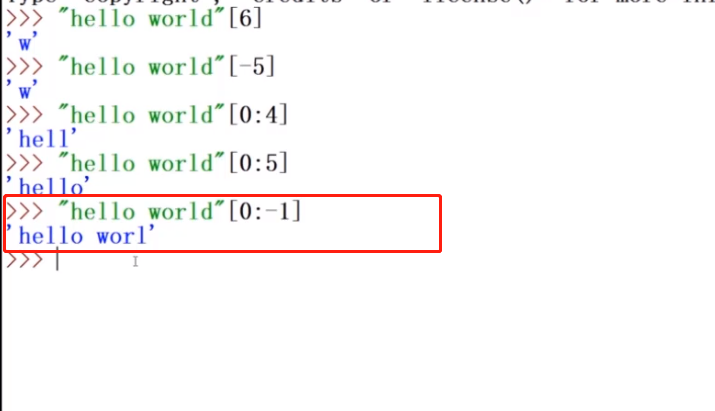 >>> "hello world"[6]
'w'
>>> "hello world"[-5]
'w'
>>> "hello world"[0:4]
'hell'
>>> "hello world"[0:5]
'hello'
>>> "hello world"[0:-1]
'hello worl'
>>>